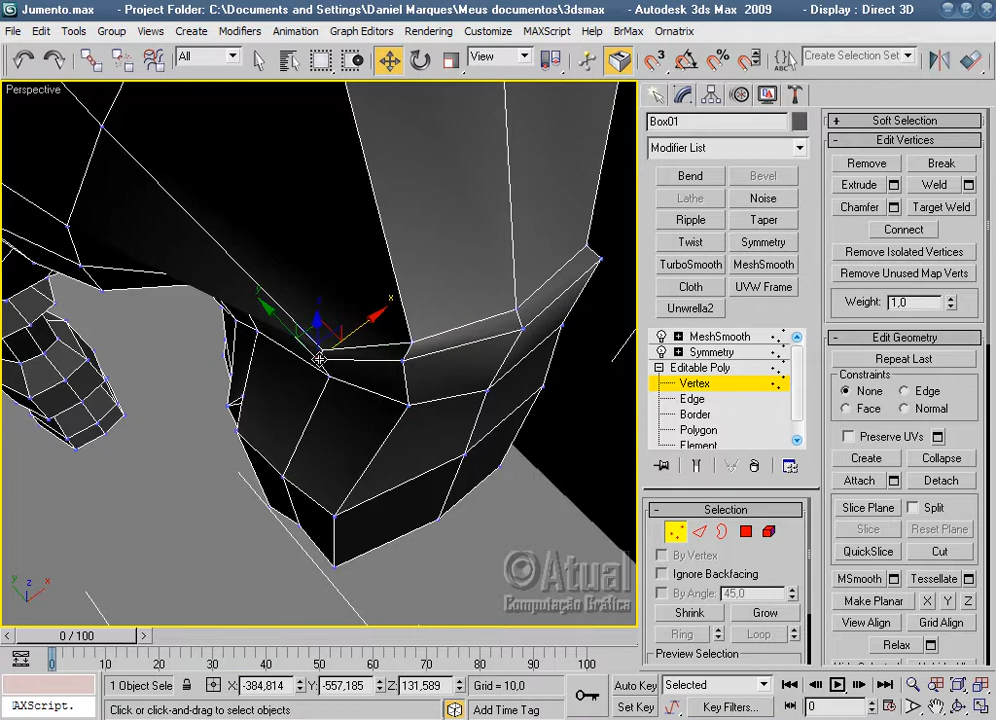 Jumento.max - Project Folder: C:\Documents and Settings\Daniel Marques\Meus documentos\3dsmax - Autodesk 3ds Max 2009 - Display : Direct 3D
File Edit Tools Group Views Create Modifiers Animation Graph Editors Rendering Customize MAXScript Help BrMax Ornatrix
All View Create Selection Set
Perspective
Box01
Modifier List
Bend Bevel
Lathe Noise
Ripple Taper
Twist Symmetry
TurboSmooth MeshSmooth
Cloth UVW Frame
Unwrella2
MeshSmooth
Symmetry
Editable Poly
Vertex
Edge
Border
Polygon
Element
Selection
By Vertex
Ignore Backfacing
By Angle: 45,0
Shrink Grow
Ring Loop
Preview Selection
Soft Selection
Edit Vertices
Remove Break
Extrude Weld
Chamfer Target Weld
Connect
Remove Isolated Vertices
Remove Unused Map Verts
Weight: 1,0
Edit Geometry
Repeat Last
Constraints
None Edge
Face Normal
Preserve UVs
Create Collapse
Attach Detach
Slice Plane Split
Slice Reset Plane
QuickSlice Cut
MSmooth Tessellate
Make Planar X Y Z
View Align Grid Align
Relax
x
y
z
x
©Atual
Computação Gráfica
0 / 100
0 10 20 30 40 50 60 70 80 90 100
1 Object Sele X: -384,814 Y: -557,185 Z: 131,589 Grid = 10,0 Auto Key Selected
AXScript. Click or click-and-drag to select objects Add Time Tag Set Key Key Filters... 0